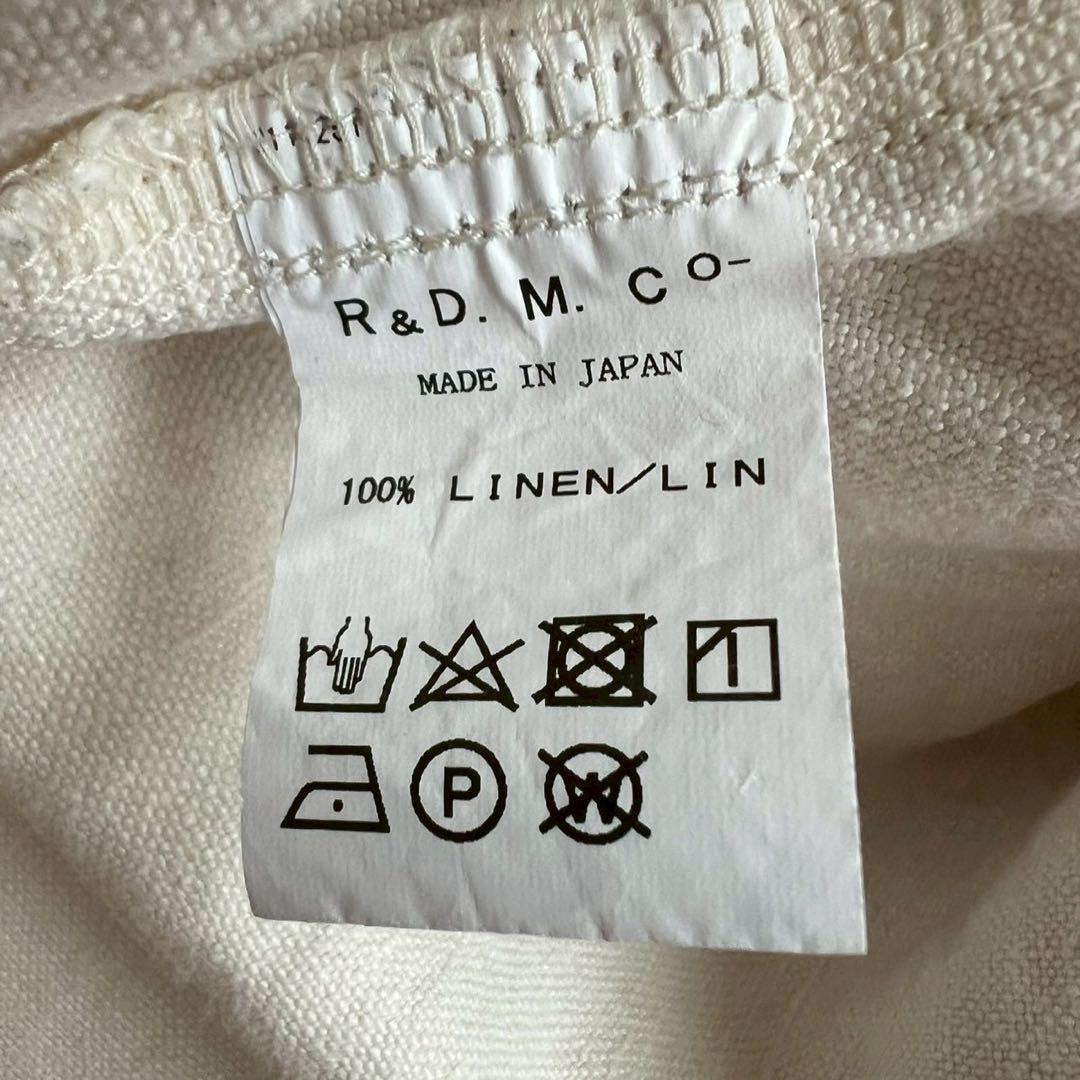 R&D. M. Co-
MADE IN JAPAN
100% LINEN/LIN
P W